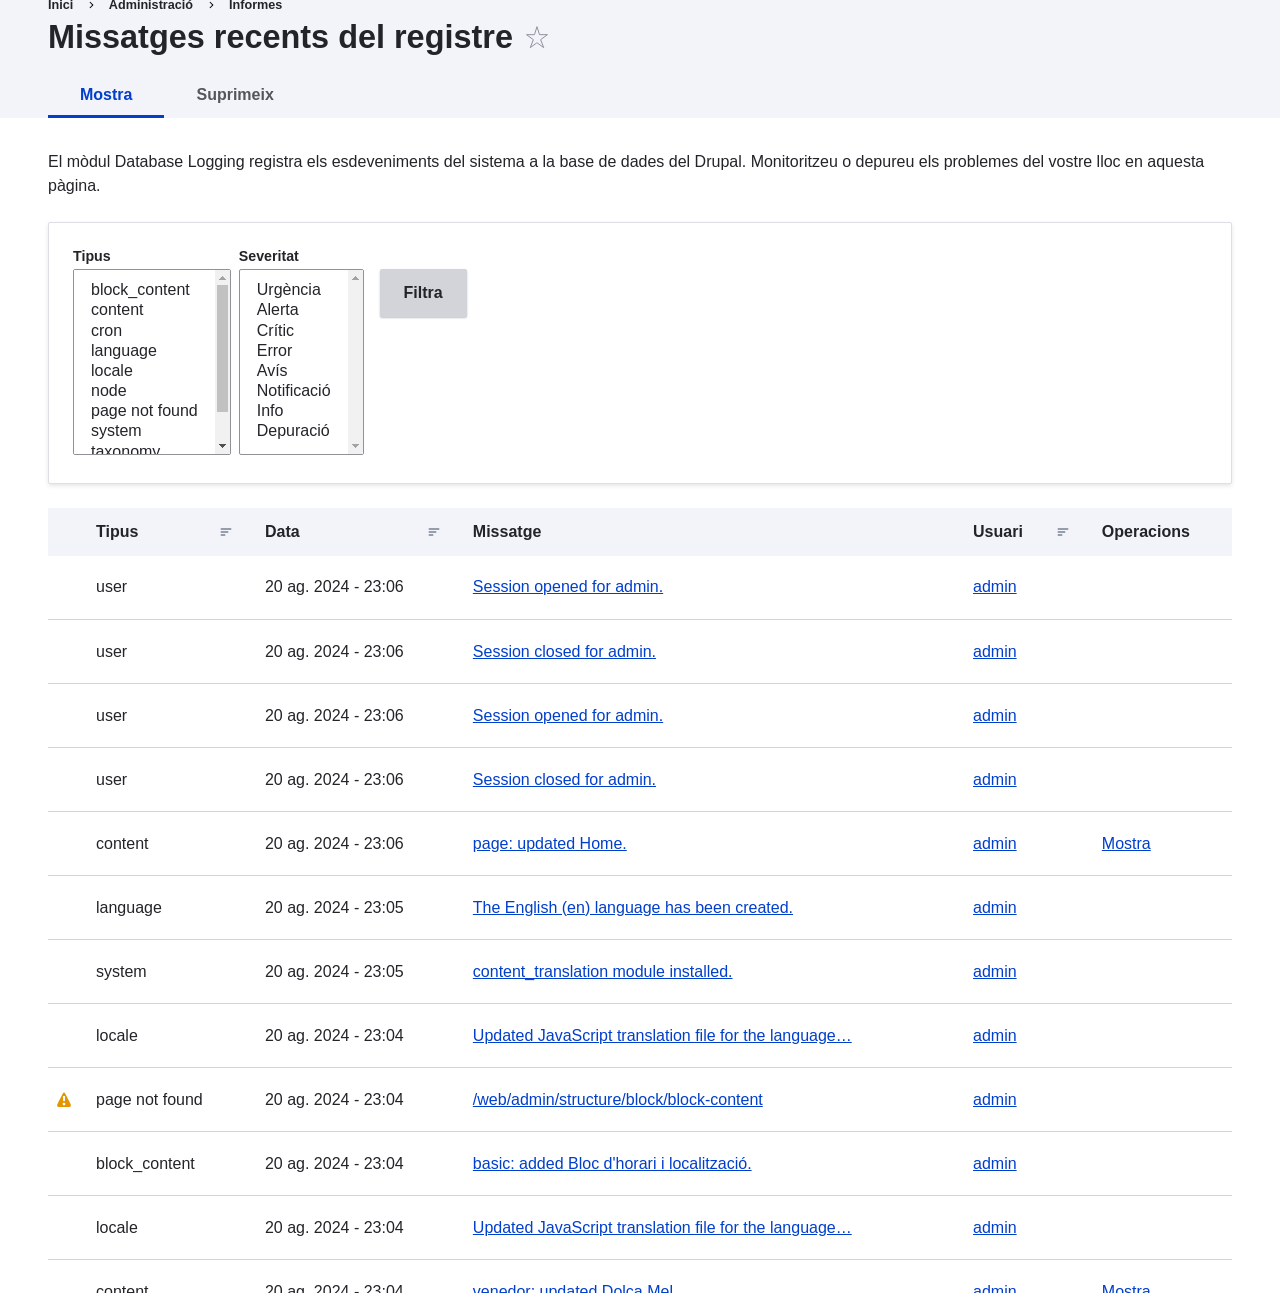 Inici > Administració > Informes
Missatges recents del registre
Mostra Suprimeix
El mòdul Database Logging registra els esdeveniments del sistema a la base de dades del Drupal. Monitoritzeu o depureu els problemes del vostre lloc en aquesta
pàgina.
Tipus Severitat
block_content
content
cron
language
locale
node
page not found
system
taxonomy
Urgència
Alerta
Crític
Error
Avís
Notificació
Info
Depuració
Filtra
Tipus Data Missatge Usuari Operacions
user 20 ag. 2024 - 23:06 Session opened for admin. admin
user 20 ag. 2024 - 23:06 Session closed for admin. admin
user 20 ag. 2024 - 23:06 Session opened for admin. admin
user 20 ag. 2024 - 23:06 Session closed for admin. admin
content 20 ag. 2024 - 23:06 page: updated Home. admin Mostra
language 20 ag. 2024 - 23:05 The English (en) language has been created. admin
system 20 ag. 2024 - 23:05 content_translation module installed. admin
locale 20 ag. 2024 - 23:04 Updated JavaScript translation file for the language… admin
page not found 20 ag. 2024 - 23:04 /web/admin/structure/block/block-content admin
block_content 20 ag. 2024 - 23:04 basic: added Bloc d'horari i localització. admin
locale 20 ag. 2024 - 23:04 Updated JavaScript translation file for the language… admin
content 20 ag. 2024 - 23:04 venedor: updated Dolça Mel. admin Mostra